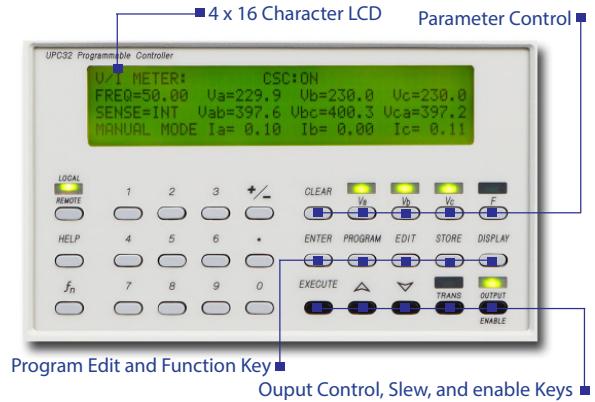 4 x 16 Character LCD
Parameter Control
UPC32 Programmable Controller
V/I METER: CSC:ON
FREQ=50.00 Va=229.9 Vb=230.0 Vc=230.0
SENSE=INT Vab=397.6 Vbc=400.3 Vca=397.2
MANUAL MODE Ia= 0.10 Ib= 0.00 Ic= 0.11
LOCAL
REMOTE
1 2 3 +/− CLEAR Va Vb Vc F
HELP 4 5 6 • ENTER PROGRAM EDIT STORE DISPLAY
fn 7 8 9 0 EXECUTE TRANS OUTPUT
ENABLE
Program Edit and Function Key
Ouput Control, Slew, and enable Keys